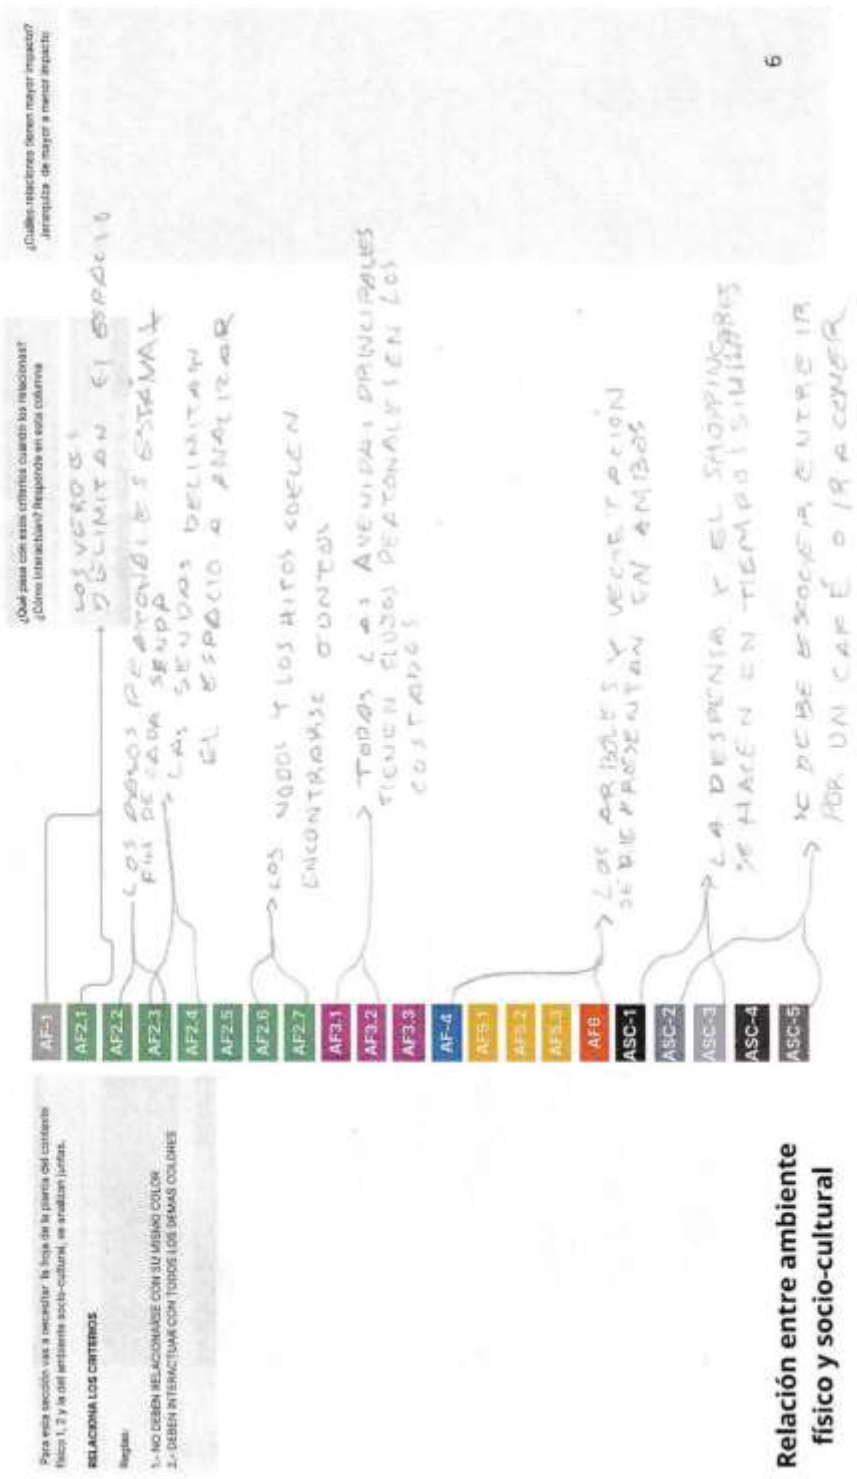 Para esta sección vas a necesitar la hoja de la planta del contexto
físico 1, 2 y la del ambiente socio-cultural, se analizan juntas.
RELACIONA LOS CRITERIOS
Reglas:
1.- NO DEBEN RELACIONARSE CON SU MISMO COLOR
2.- DEBEN INTERACTUAR CON TODOS LOS DEMAS COLORES
Relación entre ambiente
físico y socio-cultural
AF-1
AF2.1
AF2.2
AF2.3
AF2.4
AF2.5
AF2.6
AF2.7
AF3.1
AF3.2
AF3.3
AF-4
AF5.1
AF5.2
AF5.3
AF6
ASC-1
ASC-2
ASC-3
ASC-4
ASC-5
¿Qué pasa con esos criterios cuando los relacionas?
¿Cómo interactúan? Responde en esta columna
LOS
DELIMITAN El ESPACIO
LOS PEATONALES ESTÁN AL
FIN DE CADA SENDA
LAS SENDAS DELIMITAN
EL ESPACIO A ANALIZAR
LOS NODOS Y LOS HITOS SUELEN
ENCONTRARSE JUNTOS
TODAS LAS AVENIDAS PRINCIPALES
TIENEN FLUJOS PEATONALES EN LOS
COSTADOS
LOS ARBOLES Y VEGETACIÓN
SE REPRESENTAN EN AMBOS
LA DESPENSA Y EL SHOPPING
SE HACEN EN TIEMPOS SIMILARES
SE DEBE ESCOGER ENTRE IR
POR UN CAFÉ O IR A COMER
¿Cuáles relaciones tienen mayor impacto?
Jerarquiza de mayor a menor impacto
6